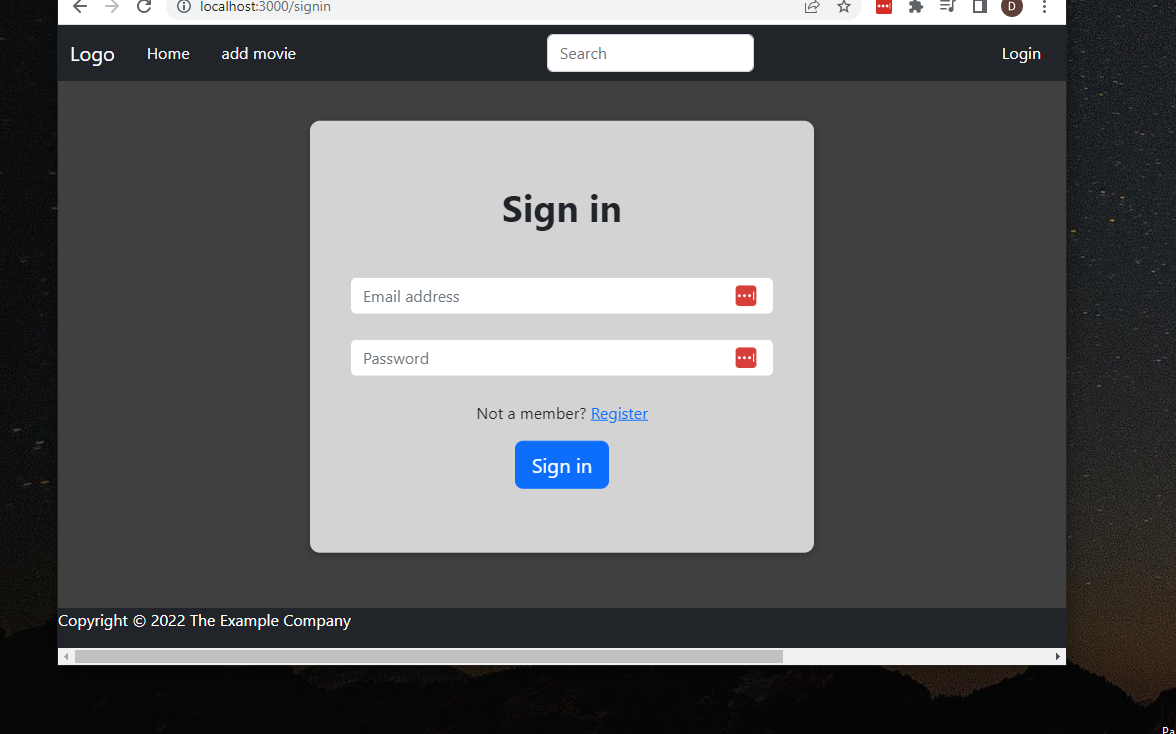 localhost:3000/signin
D
Logo Home add movie Search Login
Sign in
Email address
Password
Not a member? Register
Sign in
Copyright © 2022 The Example Company
Pa